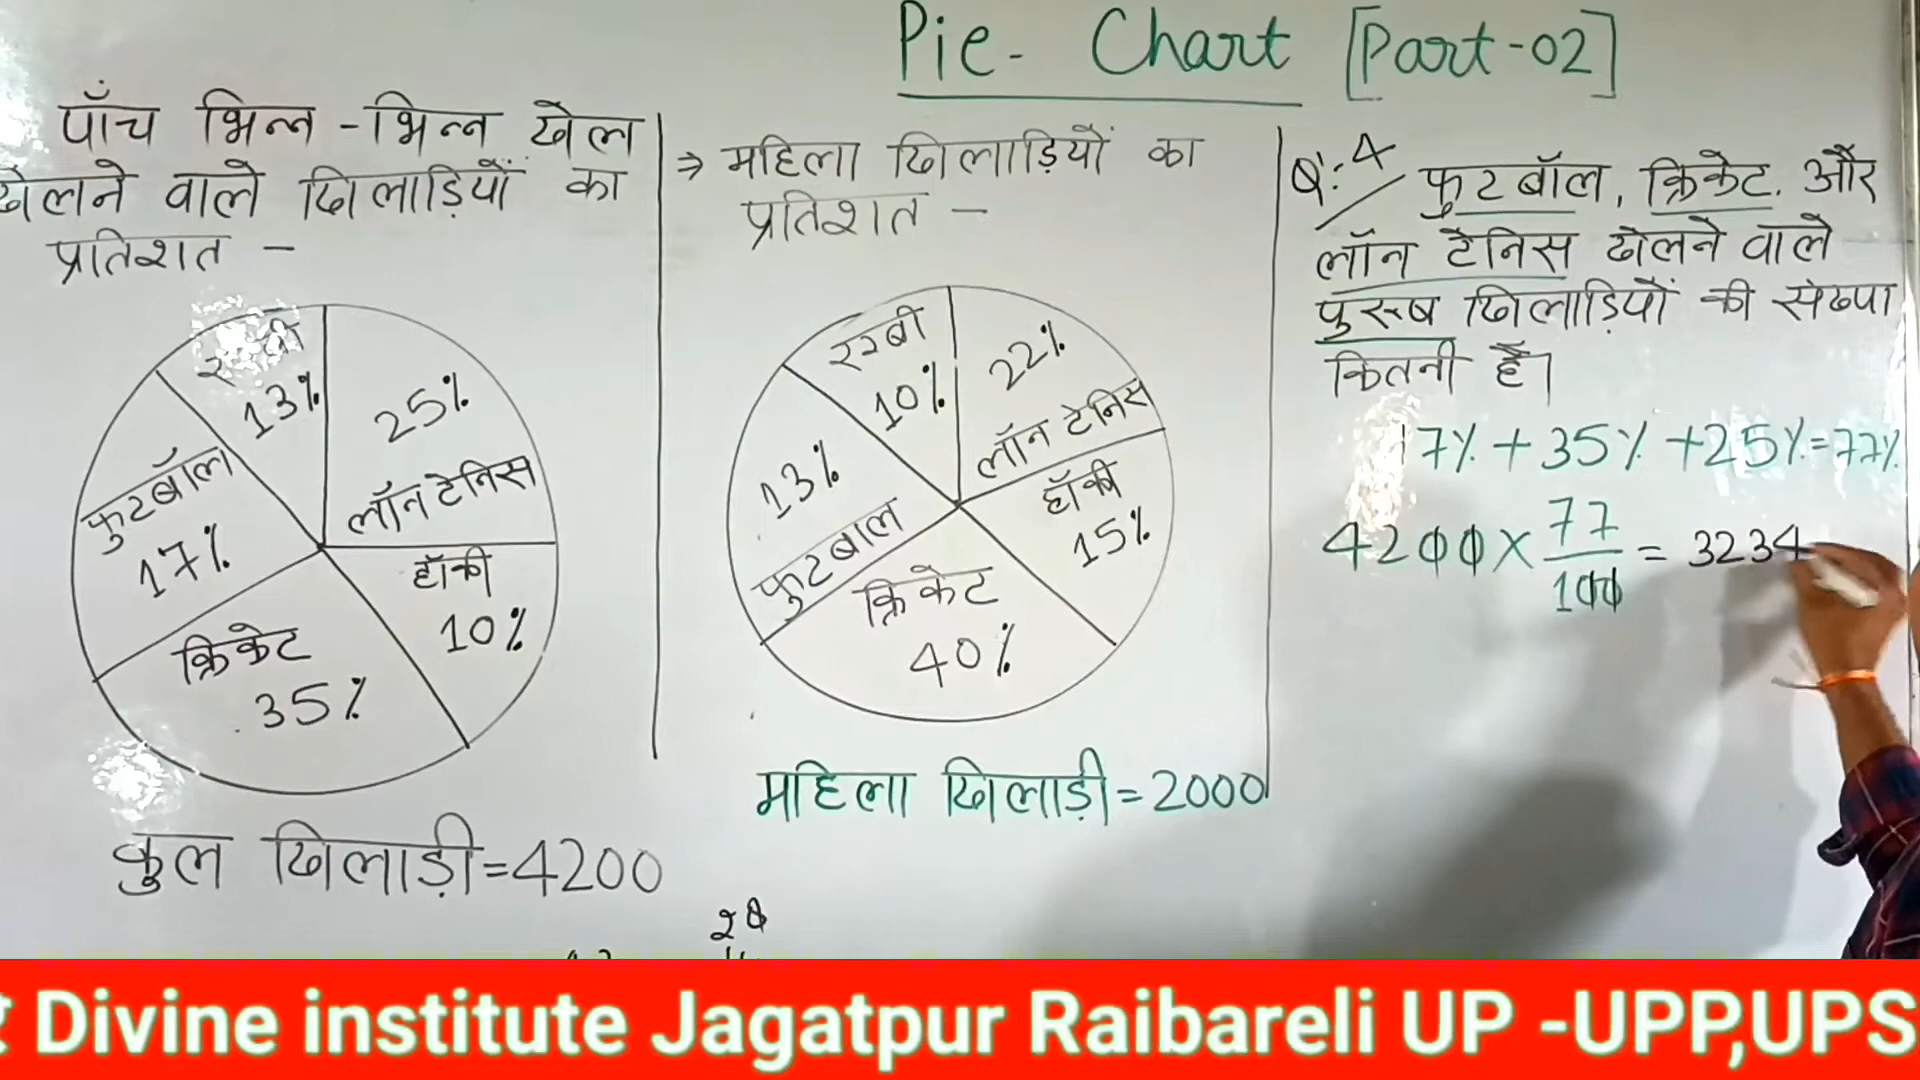 Pie - Chart [Part-02]
पाँच भिन्न - भिन्न खेल
खेलने वाले खिलाड़ियों का
प्रतिशत -
13%
25%
लॉन टेनिस
फुटबॉल
17%
हॉकी
10%
क्रिकेट
35%
कुल खिलाड़ी=4200
⇒ महिला खिलाड़ियों का
प्रतिशत -
रग्बी
10%
22%
लॉन टेनिस
13%
फुटबाल
हॉकी
15%
क्रिकेट
40%
महिला खिलाड़ी=2000
Q:4 फुटबॉल, क्रिकेट. और
लॉन टेनिस खेलने वाले
पुरूष खिलाड़ियों की संख्या
कितनी है।
17% + 35% + 25% = 77%
4200 × 77/100 = 3234
20
Divine institute Jagatpur Raibareli UP -UPP,UPS